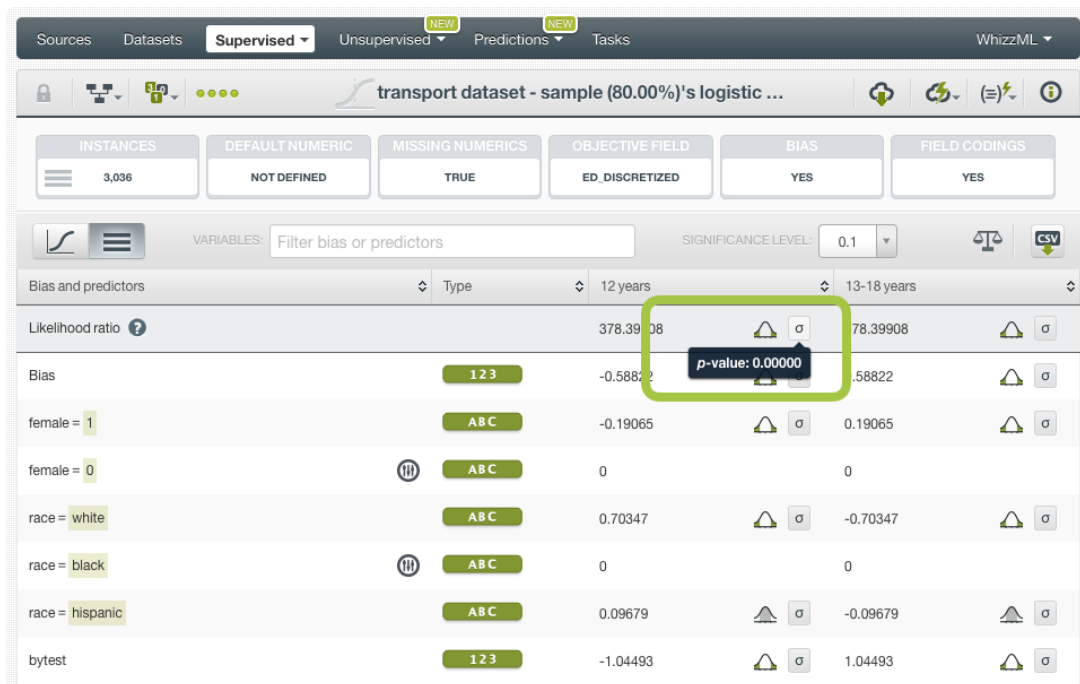 NEW NEW
Sources Datasets Supervised Unsupervised Predictions Tasks WhizzML
transport dataset - sample (80.00%)'s logistic ...
INSTANCES DEFAULT NUMERIC MISSING NUMERICS OBJECTIVE FIELD BIAS FIELD CODINGS
3,036 NOT DEFINED TRUE ED_DISCRETIZED YES YES
VARIABLES: Filter bias or predictors SIGNIFICANCE LEVEL: 0.1 CSV
Bias and predictors Type 12 years 13-18 years
Likelihood ratio ? 378.39 08 σ 78.39908 σ
p-value: 0.00000
Bias 123 -0.5882 σ .58822 σ
female = 1 ABC -0.19065 σ 0.19065 σ
female = 0 ABC 0 0
race = white ABC 0.70347 σ -0.70347 σ
race = black ABC 0 0
race = hispanic ABC 0.09679 σ -0.09679 σ
bytest 123 -1.04493 σ 1.04493 σ